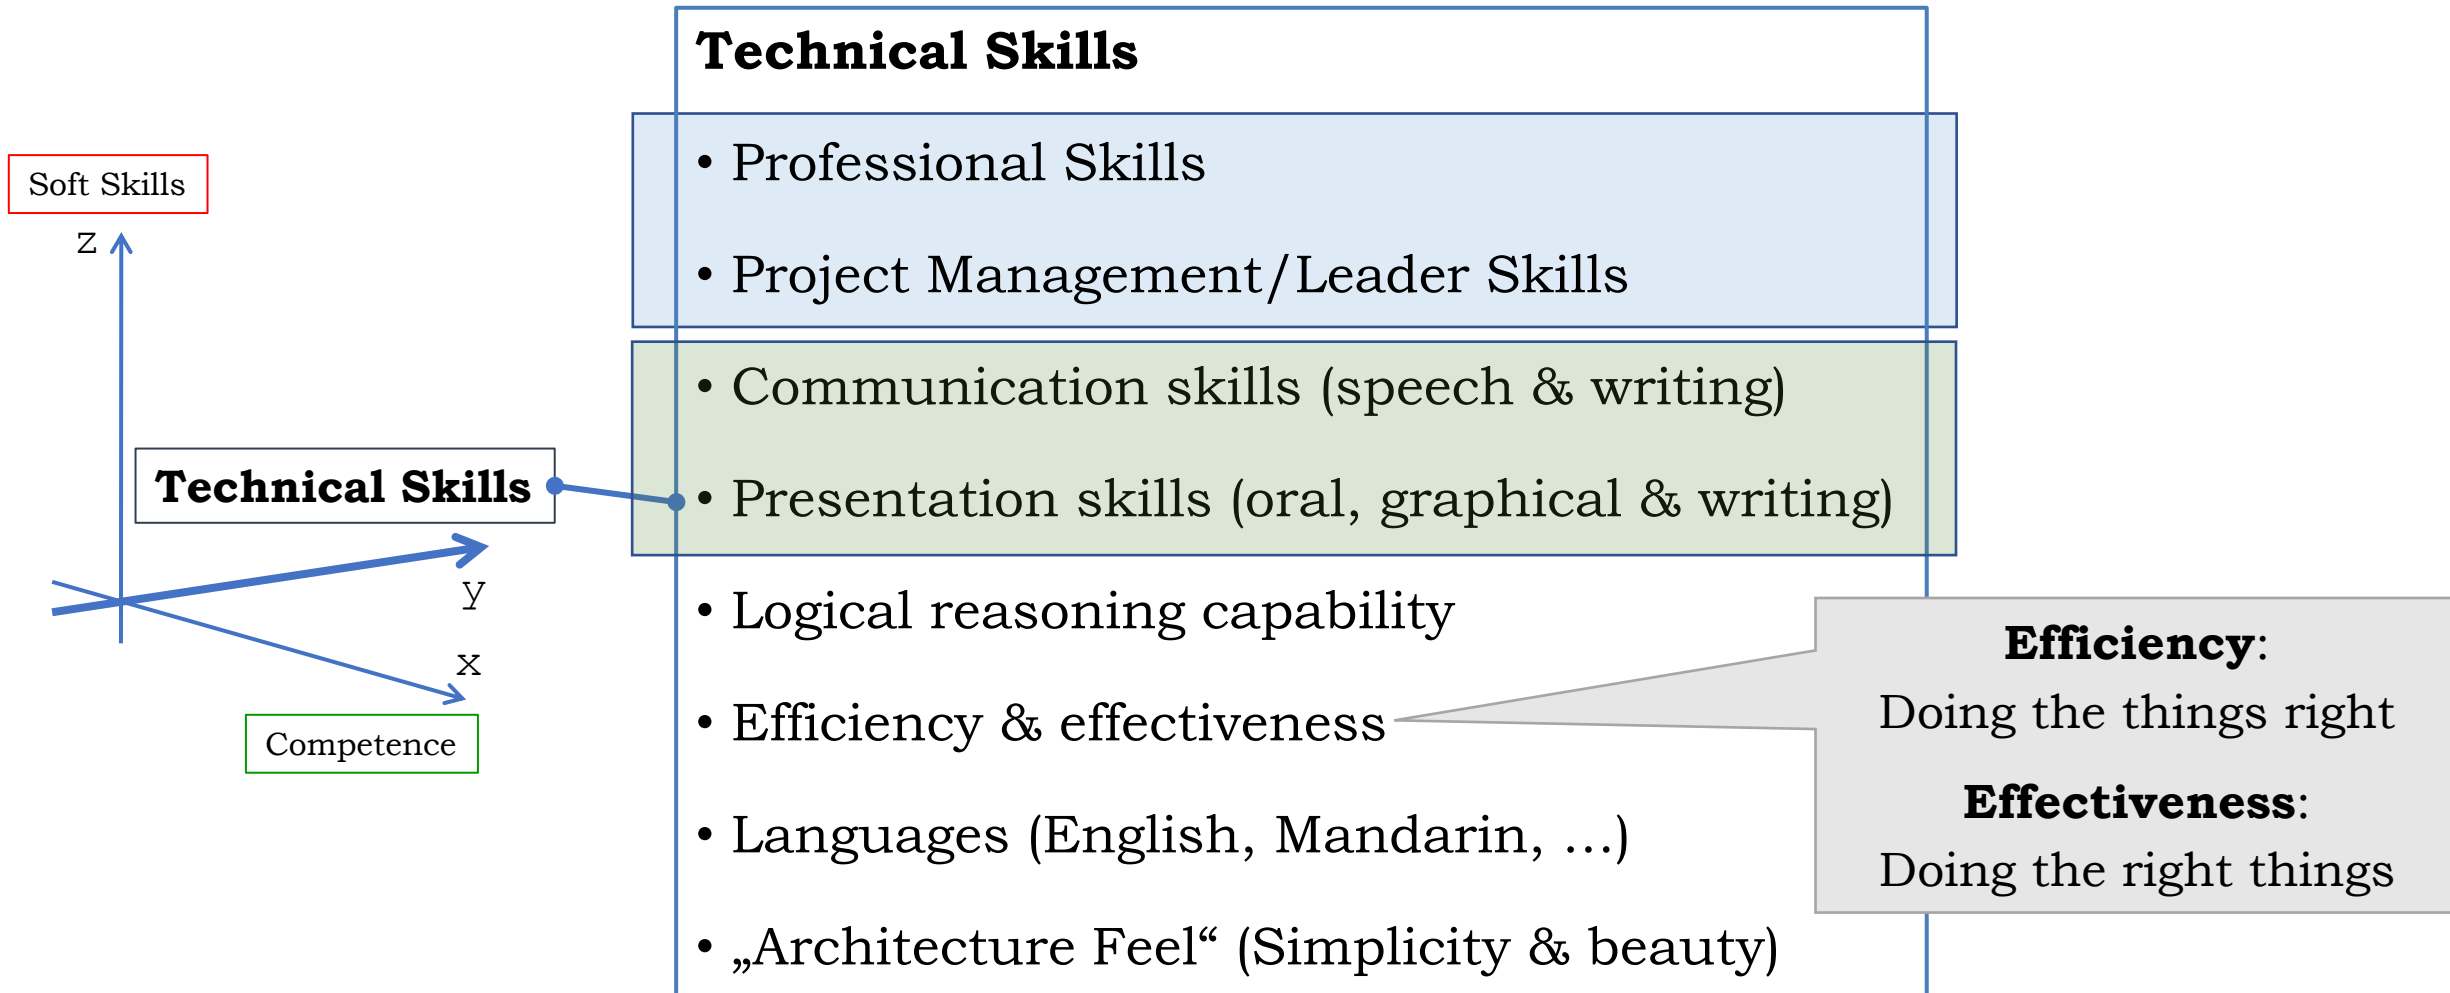 Technical Skills
• Professional Skills
• Project Management/Leader Skills
• Communication skills (speech & writing)
• Presentation skills (oral, graphical & writing)
• Logical reasoning capability
• Efficiency & effectiveness
• Languages (English, Mandarin, …)
• „Architecture Feel“ (Simplicity & beauty)
Soft Skills
z
Technical Skills
y
x
Competence
Efficiency:
Doing the things right
Effectiveness:
Doing the right things